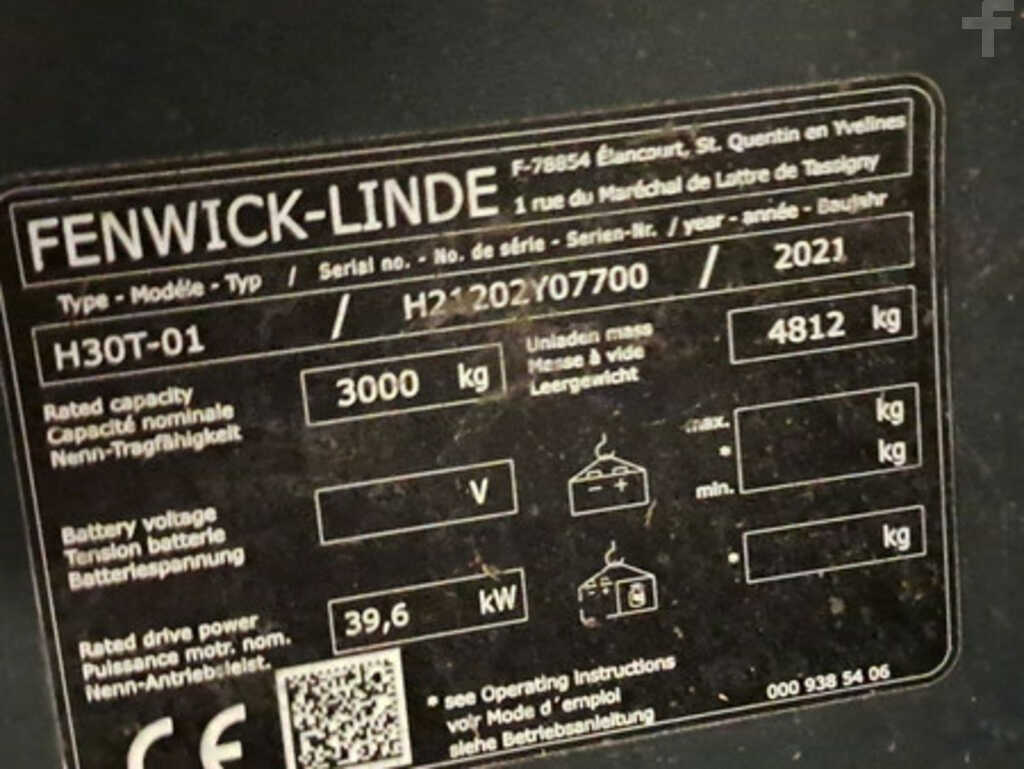 f
FENWICK-LINDE
F-78854 Élancourt, St. Quentin en Yvelines
1 rue du Maréchal de Lattre de Tassigny
Type - Modéle - Typ / Serial no. - No. de série - Serien-Nr. / year - année - Baujahr
H30T-01 / H21202Y07700 / 2021
Rated capacity
Capacité nominale
Nenn-Tragfähigkeit
3000 kg
Unladen mass
Messe à vide
Leergewicht
4812 kg
Battery voltage
Tension batterie
Batteriespannung
V
- +
max. kg
* kg
min.
* kg
Rated drive power
Puissance motr. nom.
Nenn-Antriebsleist.
39,6 kW
CE
* see Operating Instructions
voir Mode d´emploi
siehe Betriebsanleitung
000 938 54 06